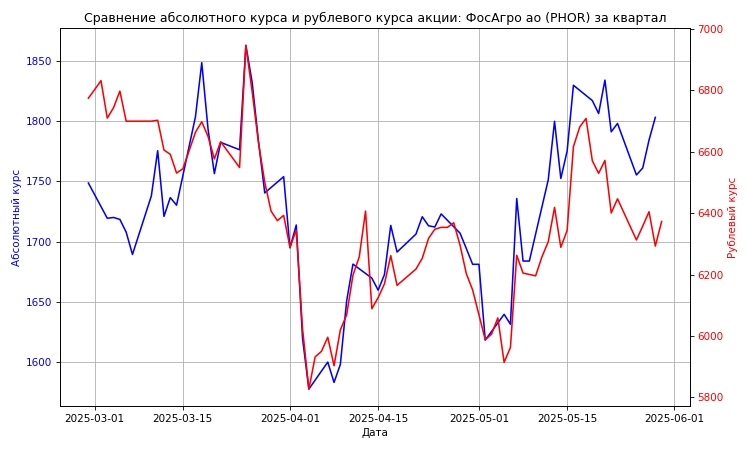 Сравнение абсолютного курса и рублевого курса акции: ФосАгро ао (PHOR) за квартал
7000
1850
6800
1800
6600
1750
Абсолютный курс
6400
Рублевый курс
1700
6200
1650
6000
1600
5800
2025-03-01 2025-03-15 2025-04-01 2025-04-15 2025-05-01 2025-05-15 2025-06-01
Дата